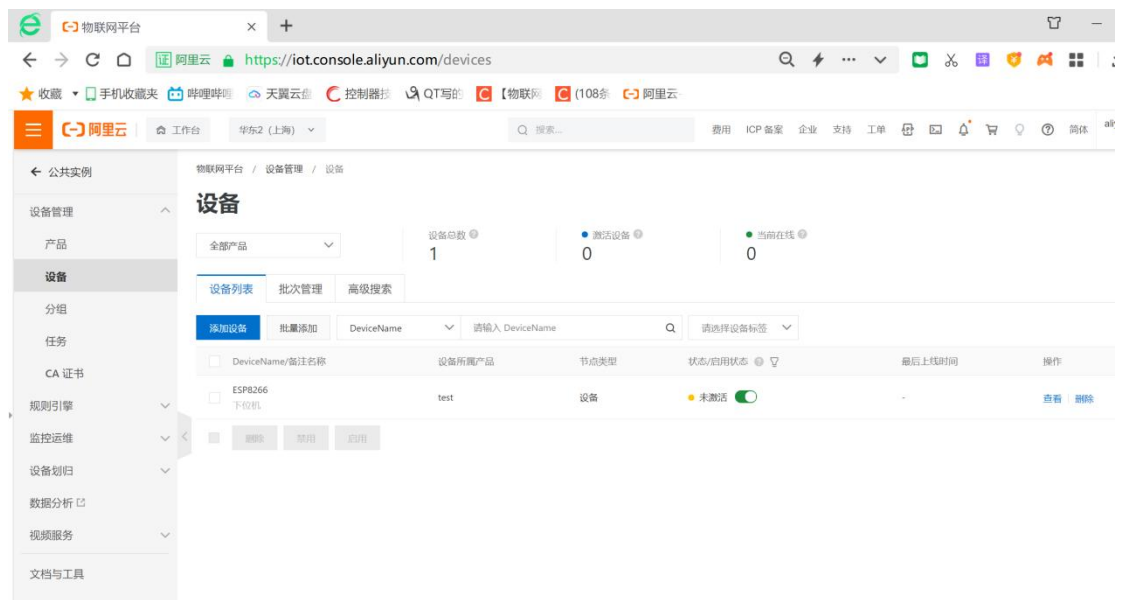 物联网平台
证 阿里云 https://iot.console.aliyun.com/devices
译
收藏 手机收藏夹 哔哩哔哩 天翼云盘 控制器技 QT写的 【物联网 (108条 阿里云-
阿里云 工作台 华东2（上海） 搜索... 费用 ICP 备案 企业 支持 工单 简体
公共实例
物联网平台 / 设备管理 / 设备
设备管理
产品
设备
分组
任务
CA 证书
规则引擎
监控运维
设备划归
数据分析
视频服务
文档与工具
设备
全部产品
设备总数
1
激活设备
0
当前在线
0
设备列表 批次管理 高级搜索
添加设备 批量添加 DeviceName 请输入 DeviceName 请选择设备标签
DeviceName/备注名称 设备所属产品 节点类型 状态/启用状态 最后上线时间 操作
ESP8266
下位机
test 设备 未激活 - 查看 删除
删除 禁用 启用